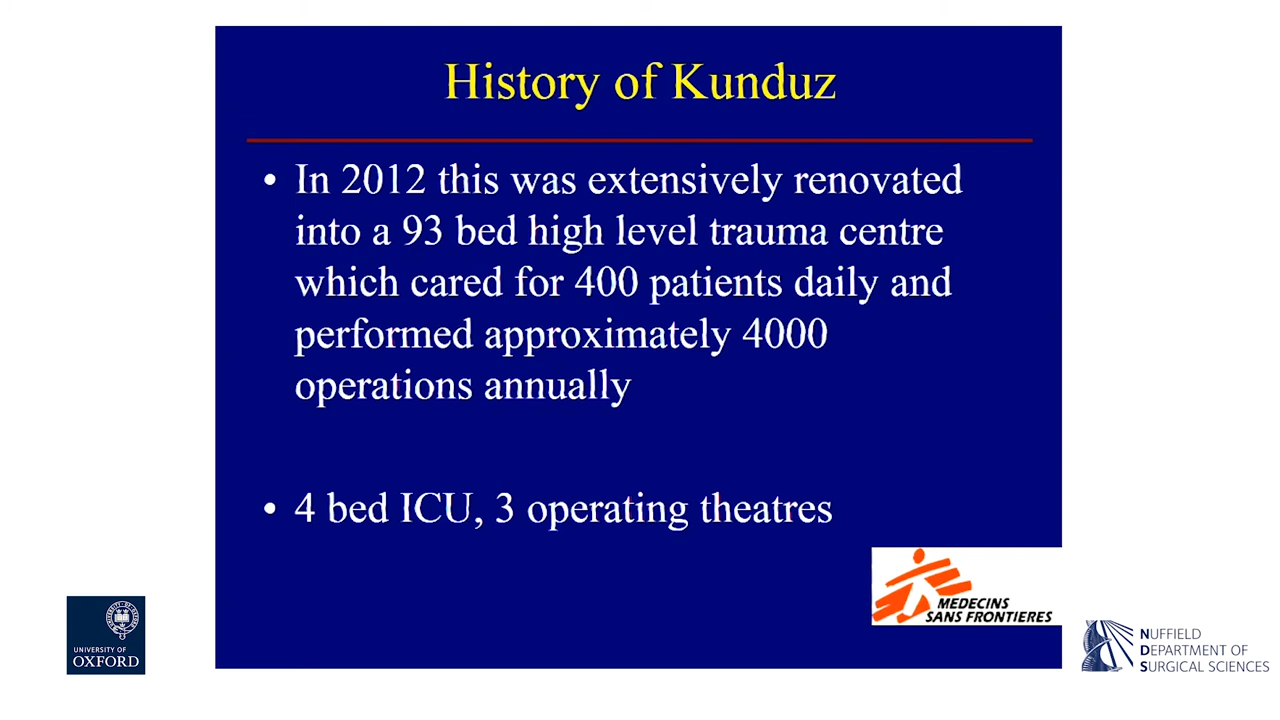 History of Kunduz
• In 2012 this was extensively renovated
into a 93 bed high level trauma centre
which cared for 400 patients daily and
performed approximately 4000
operations annually
• 4 bed ICU, 3 operating theatres
MEDECINS
SANS FRONTIERES
UNIVERSITY OF
OXFORD
NUFFIELD
DEPARTMENT OF
SURGICAL SCIENCES